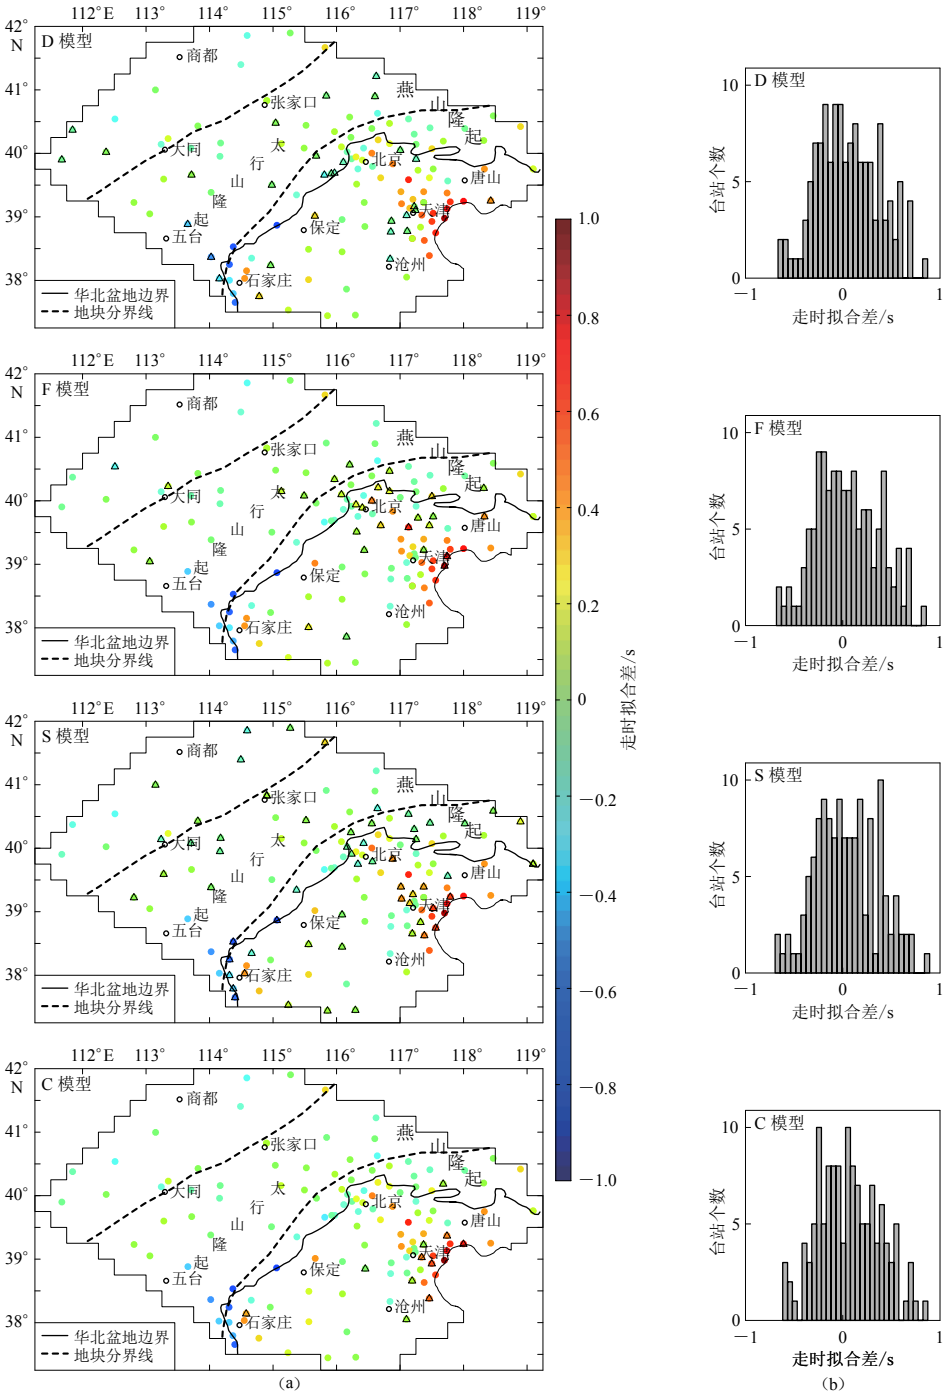 112°E 113° 114° 115° 116° 117° 118° 119°
42°
N
D 模型
商都
41°
张家口
燕
山
隆
起
40°
大同
太
行
山
隆
起
北京
唐山
39°
五台
保定
天津
38°
石家庄
沧州
华北盆地边界
地块分界线
D 模型
10
5
0
台站个数
−1 0 1
走时拟合差/s
112°E 113° 114° 115° 116° 117° 118° 119°
42°
N
F 模型
商都
41°
张家口
燕
山
隆
起
40°
大同
太
行
山
隆
起
北京
唐山
39°
五台
保定
天津
38°
石家庄
沧州
华北盆地边界
地块分界线
F 模型
10
5
0
台站个数
−1 0 1
走时拟合差/s
112°E 113° 114° 115° 116° 117° 118° 119°
42°
N
S 模型
商都
41°
张家口
燕
山
隆
起
40°
大同
太
行
山
隆
起
北京
唐山
39°
五台
保定
天津
38°
石家庄
沧州
华北盆地边界
地块分界线
S 模型
10
5
0
台站个数
−1 0 1
走时拟合差/s
112°E 113° 114° 115° 116° 117° 118° 119°
42°
N
C 模型
商都
41°
张家口
燕
山
隆
起
40°
大同
太
行
山
隆
起
北京
唐山
39°
五台
保定
天津
38°
石家庄
沧州
华北盆地边界
地块分界线
C 模型
10
5
0
台站个数
−1 0 1
走时拟合差/s
1.0
0.8
0.6
0.4
0.2
0
−0.2
−0.4
−0.6
−0.8
−1.0
走时拟合差/s
(a)
(b)